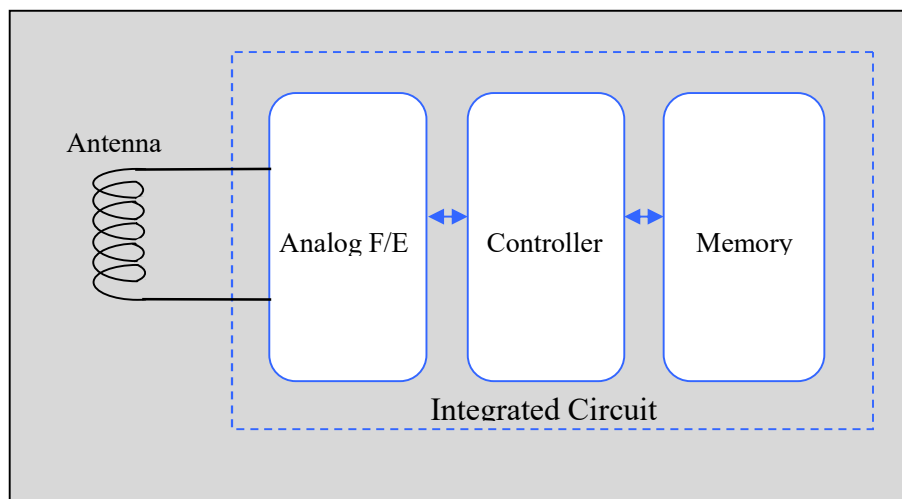 Antenna
Analog F/E
Controller
Memory
Integrated Circuit